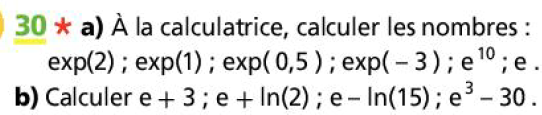 30 * a) À la calculatrice, calculer les nombres :
exp(2) ; exp(1) ; exp( 0,5 ) ; exp( – 3 ) ; e¹⁰ ; e .
b) Calculer e + 3 ; e + ln(2) ; e – ln(15) ; e³ – 30 .